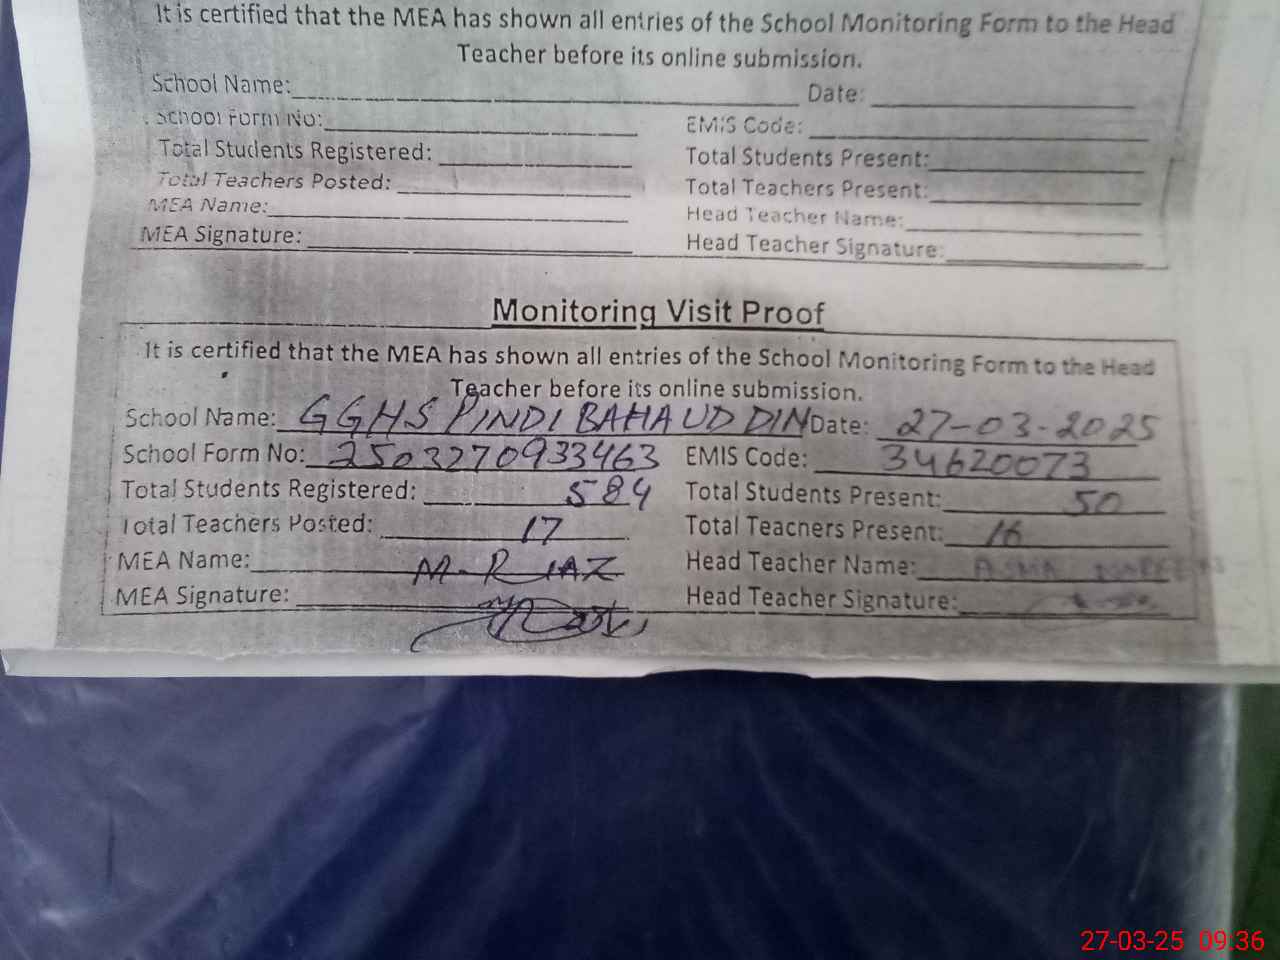 It is certified that the MEA has shown all entries of the School Monitoring Form to the Head
Teacher before its online submission.
School Name: Date:
School Form No: EMIS Code:
Total Students Registered: Total Students Present:
Total Teachers Posted: Total Teachers Present:
MEA Name: Head Teacher Name:
MEA Signature: Head Teacher Signature:
Monitoring Visit Proof
It is certified that the MEA has shown all entries of the School Monitoring Form to the Head
Teacher before its online submission.
School Name: GGHS PINDI BAHAUDDIN Date: 27-03-2025
School Form No: 2503270933463 EMIS Code: 34620073
Total Students Registered: 584 Total Students Present: 50
Total Teachers Posted: 17 Total Teachers Present: 16
MEA Name: M-RIAZ Head Teacher Name: ASMA
MEA Signature: Head Teacher Signature:
27-03-25 09:36